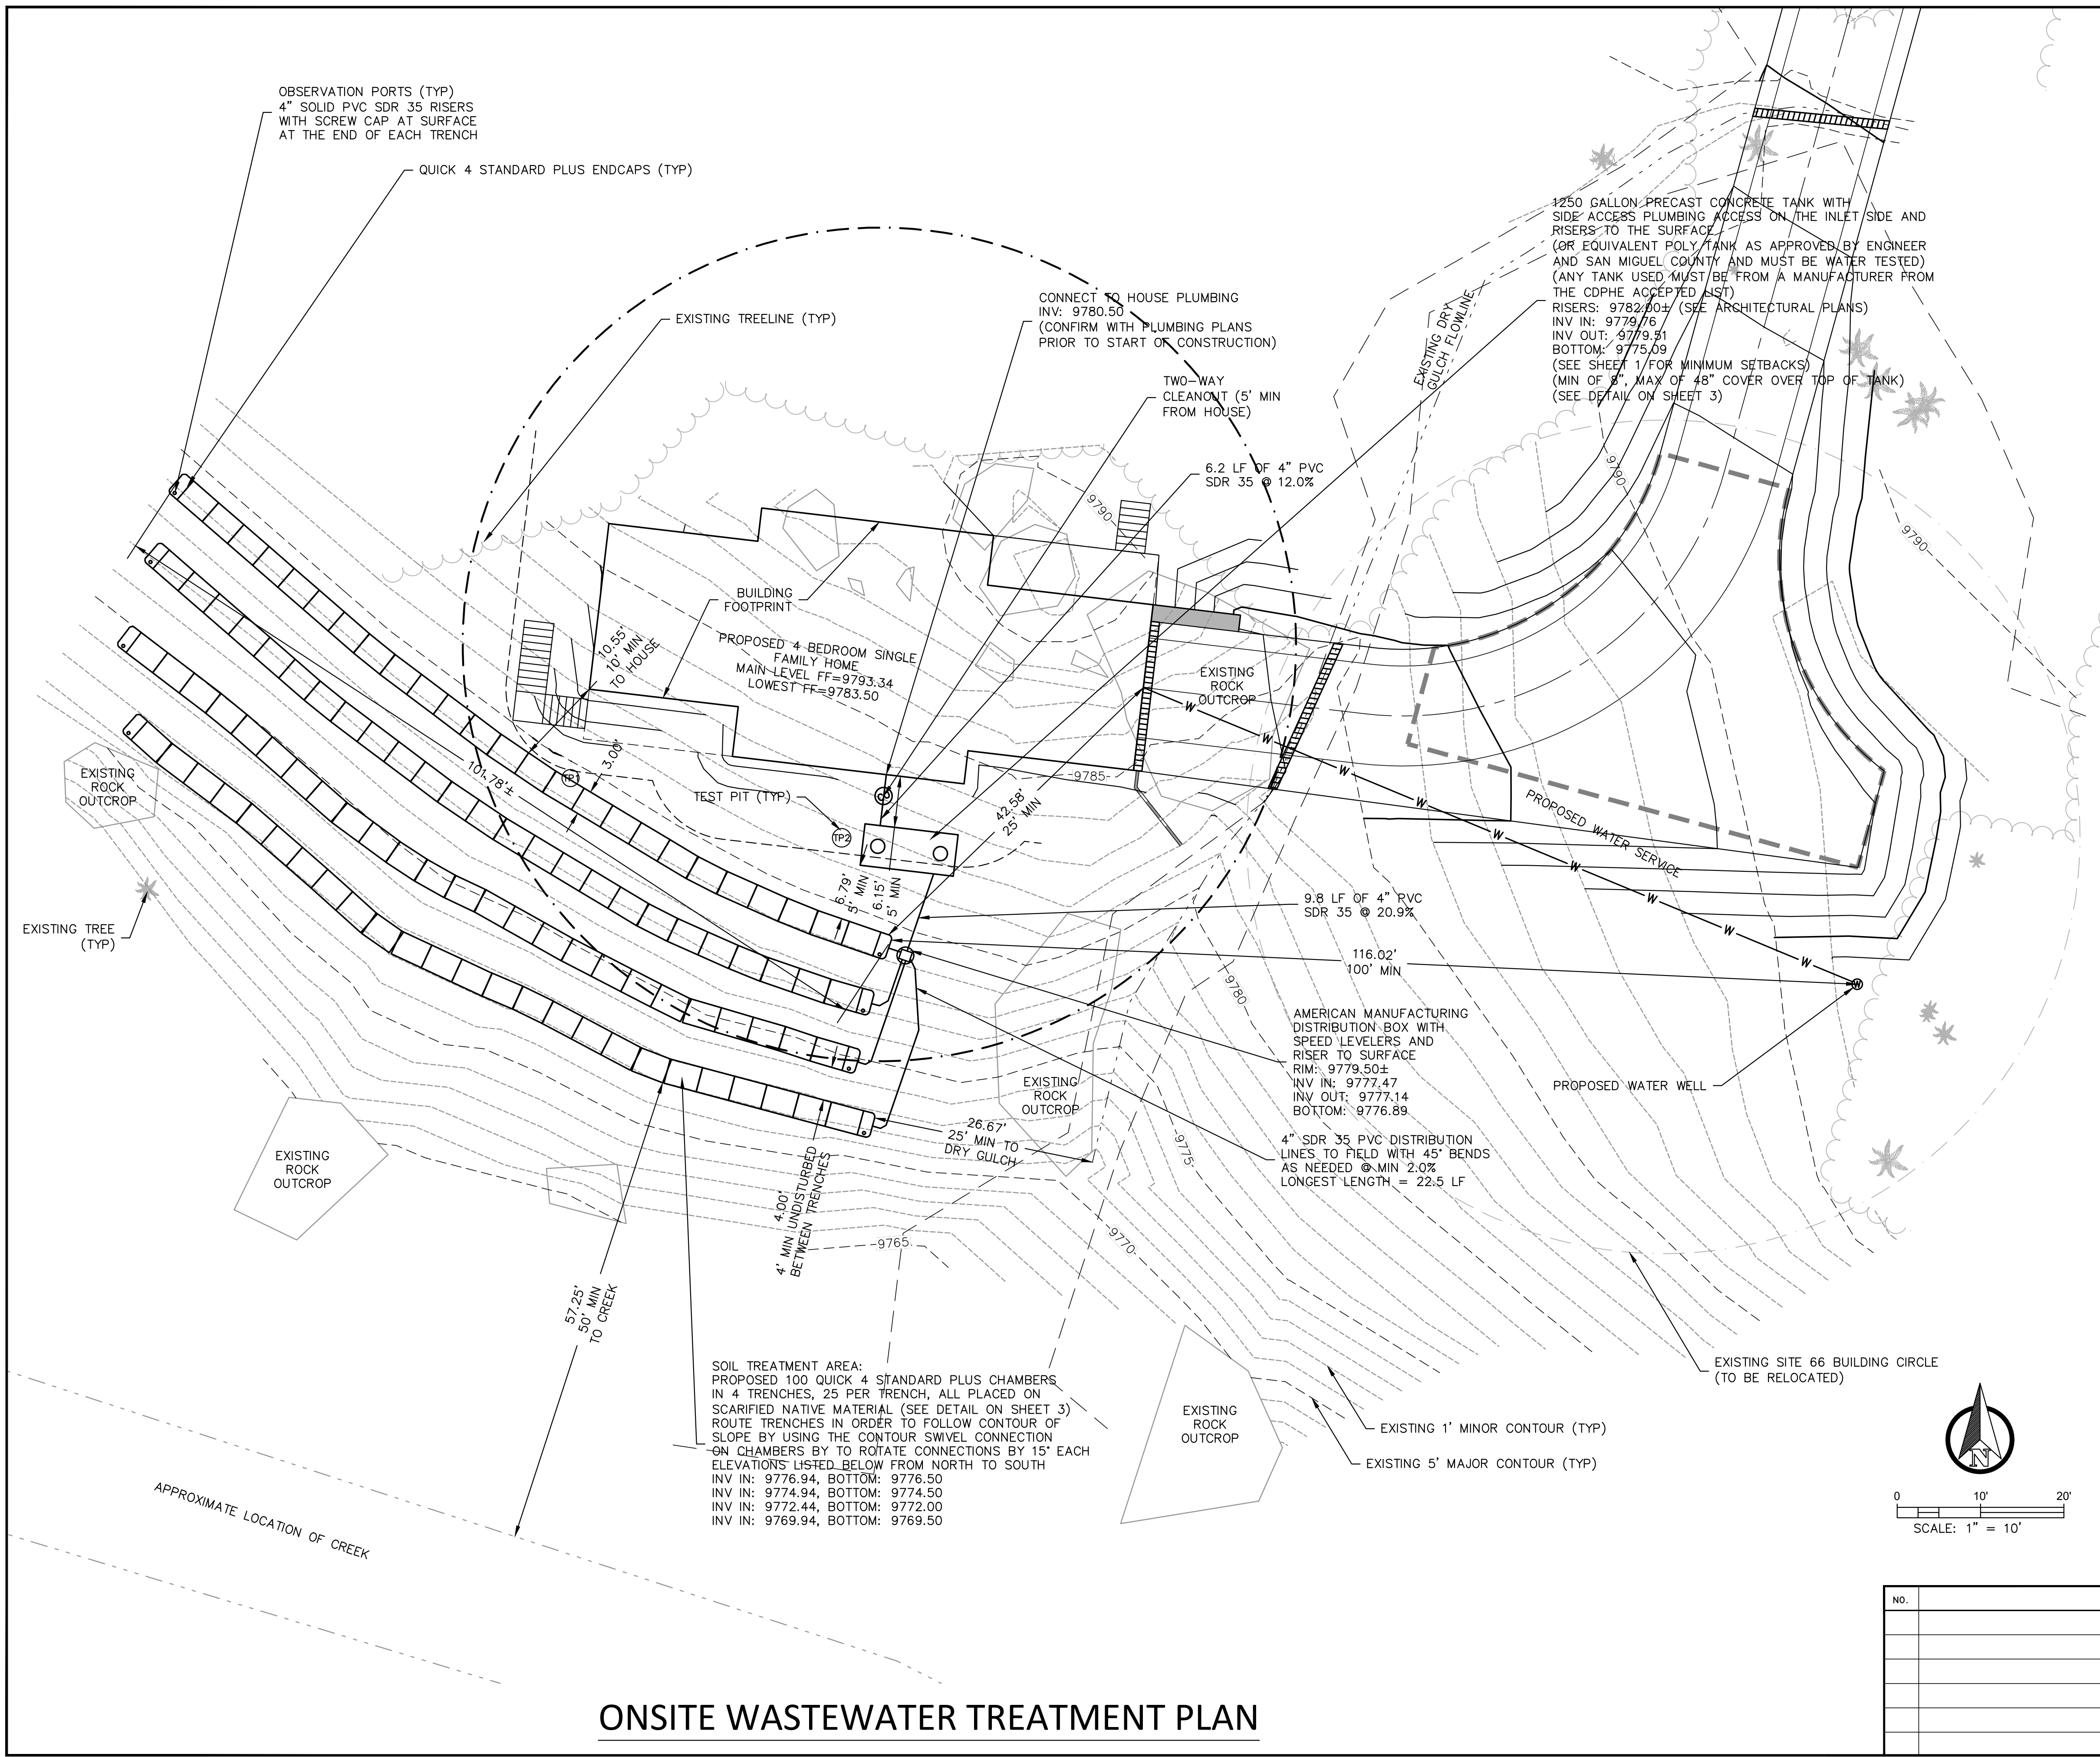 OBSERVATION PORTS (TYP)
4" SOLID PVC SDR 35 RISERS
WITH SCREW CAP AT SURFACE
AT THE END OF EACH TRENCH
QUICK 4 STANDARD PLUS ENDCAPS (TYP)
EXISTING TREELINE (TYP)
CONNECT TO HOUSE PLUMBING
INV: 9780.50
(CONFIRM WITH PLUMBING PLANS
PRIOR TO START OF CONSTRUCTION)
TWO-WAY
CLEANOUT (5' MIN
FROM HOUSE)
6.2 LF OF 4" PVC
SDR 35 @ 12.0%
EXISTING DRY
GULCH FLOWLINE
1250 GALLON PRECAST CONCRETE TANK WITH
SIDE ACCESS PLUMBING ACCESS ON THE INLET SIDE AND
RISERS TO THE SURFACE
(OR EQUIVALENT POLY TANK AS APPROVED BY ENGINEER
AND SAN MIGUEL COUNTY AND MUST BE WATER TESTED)
(ANY TANK USED MUST BE FROM A MANUFACTURER FROM
THE CDPHE ACCEPTED LIST)
RISERS: 9782.00± (SEE ARCHITECTURAL PLANS)
INV IN: 9779.76
INV OUT: 9779.51
BOTTOM: 9775.09
(SEE SHEET 1 FOR MINIMUM SETBACKS)
(MIN OF 8", MAX OF 48" COVER OVER TOP OF TANK)
(SEE DETAIL ON SHEET 3)
9790
9790
9790
BUILDING
FOOTPRINT
PROPOSED 4 BEDROOM SINGLE
FAMILY HOME
MAIN LEVEL FF=9793.34
LOWEST FF=9783.50
10.55'
10' MIN
TO HOUSE
EXISTING
ROCK
OUTCROP
W
W
W
W
W
W
W
W
W
W
PROPOSED WATER SERVICE
EXISTING
ROCK
OUTCROP
101.78'±
TP1
3.00'
TEST PIT (TYP)
TP2
CO
9785
42.58'
25' MIN
6.79'
5' MIN
6.15'
5' MIN
EXISTING TREE
(TYP)
9.8 LF OF 4" PVC
SDR 35 @ 20.9%
116.02'
100' MIN
9780
AMERICAN MANUFACTURING
DISTRIBUTION BOX WITH
SPEED LEVELERS AND
RISER TO SURFACE
RIM: 9779.50±
INV IN: 9777.47
INV OUT: 9777.14
BOTTOM: 9776.89
PROPOSED WATER WELL
EXISTING
ROCK
OUTCROP
26.67'
25' MIN TO
DRY GULCH
4" SDR 35 PVC DISTRIBUTION
LINES TO FIELD WITH 45° BENDS
AS NEEDED @ MIN 2.0%
LONGEST LENGTH = 22.5 LF
9775
EXISTING
ROCK
OUTCROP
4.00'
4' MIN UNDISTURBED
BETWEEN TRENCHES
9765
9770
57.25'
50' MIN
TO CREEK
SOIL TREATMENT AREA:
PROPOSED 100 QUICK 4 STANDARD PLUS CHAMBERS
IN 4 TRENCHES, 25 PER TRENCH, ALL PLACED ON
SCARIFIED NATIVE MATERIAL (SEE DETAIL ON SHEET 3)
ROUTE TRENCHES IN ORDER TO FOLLOW CONTOUR OF
SLOPE BY USING THE CONTOUR SWIVEL CONNECTION
ON CHAMBERS BY TO ROTATE CONNECTIONS BY 15° EACH
ELEVATIONS LISTED BELOW FROM NORTH TO SOUTH
INV IN: 9776.94, BOTTOM: 9776.50
INV IN: 9774.94, BOTTOM: 9774.50
INV IN: 9772.44, BOTTOM: 9772.00
INV IN: 9769.94, BOTTOM: 9769.50
EXISTING SITE 66 BUILDING CIRCLE
(TO BE RELOCATED)
EXISTING
ROCK
OUTCROP
EXISTING 1' MINOR CONTOUR (TYP)
EXISTING 5' MAJOR CONTOUR (TYP)
APPROXIMATE LOCATION OF CREEK
N
0 10' 20'
SCALE: 1" = 10'
NO.
ONSITE WASTEWATER TREATMENT PLAN